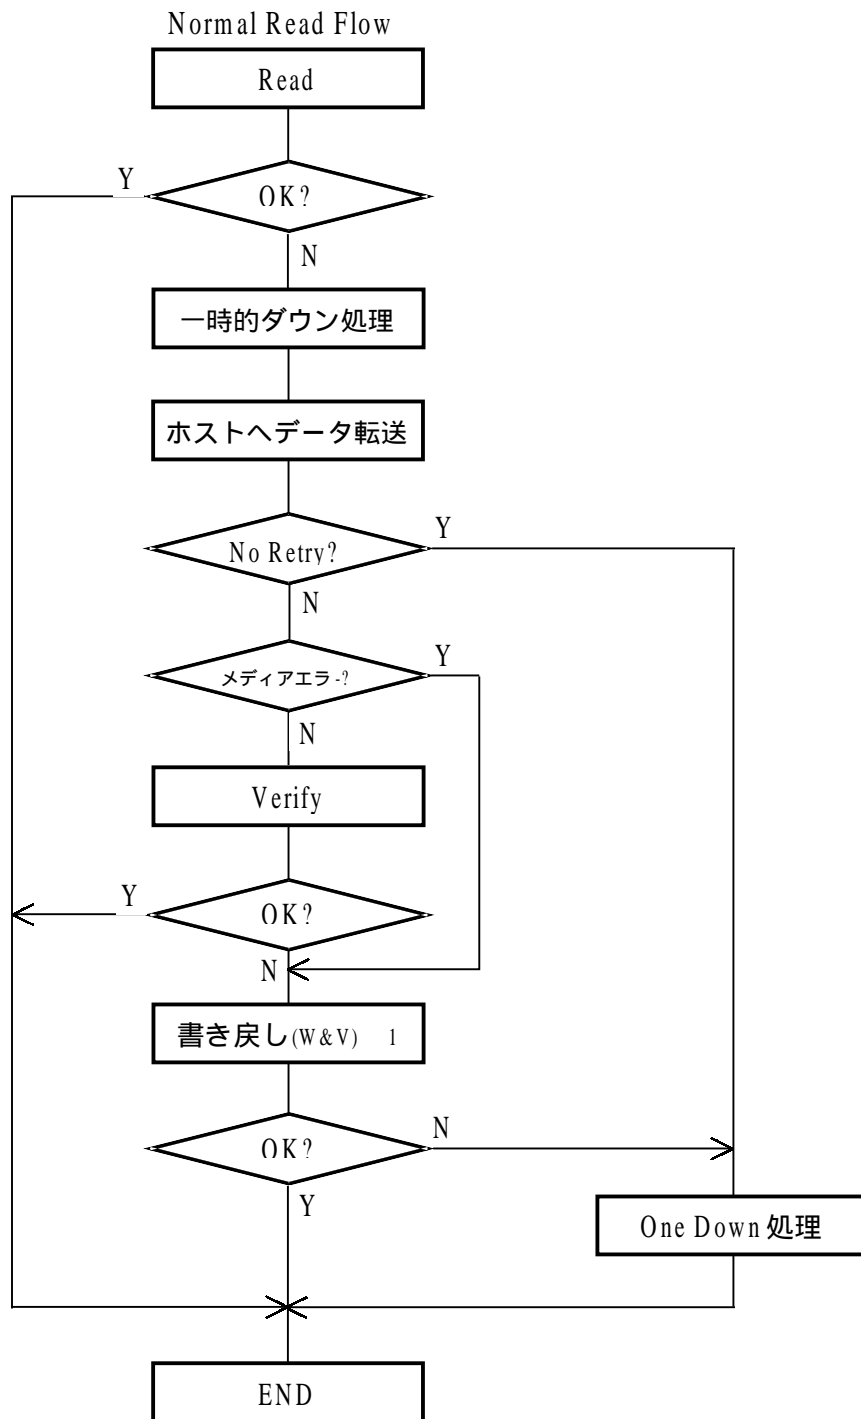 Normal Read Flow
Read
Y
OK?
N
一時的ダウン処理
ホストへデータ転送
Y
No Retry?
N
Y
メディアエラ-?
N
Verify
Y
OK?
N
書き戻し(W&V) 1
N
OK?
Y
One Down 処理
END